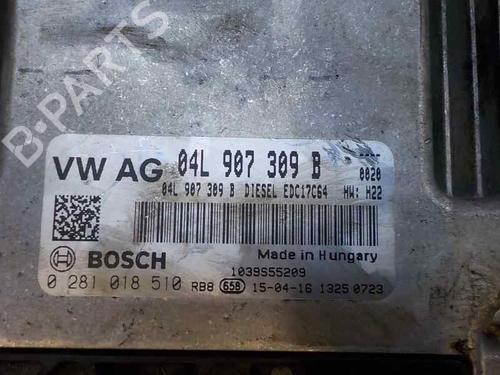 B-PARTS
VW AG 04L 907 309 B
04L 907 309 B DIESEL EDC17C64 HW: H22
0020
BOSCH
Made in Hungary
1039S55209
0 281 018 510 RB8 658 15-04-16 1325 0723